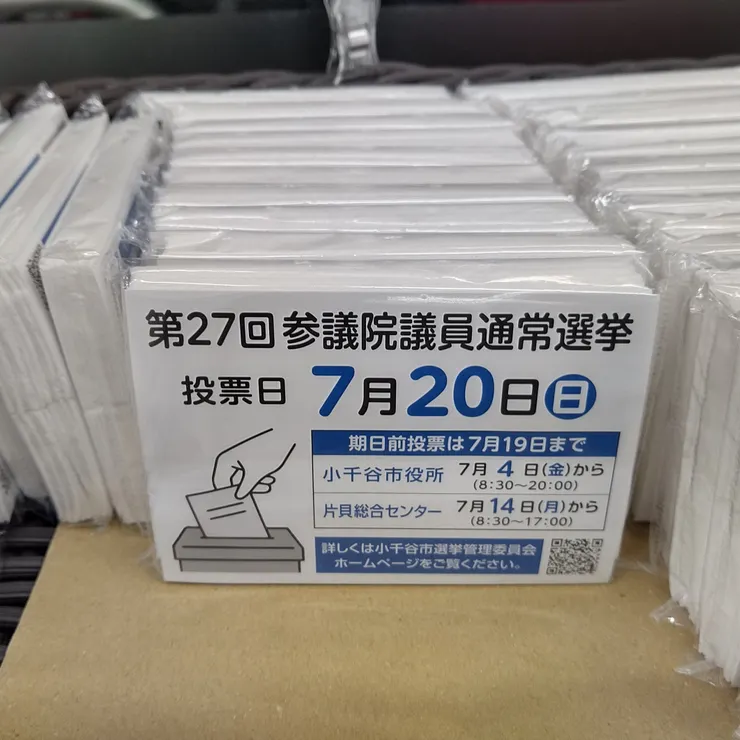 第27回 参議院議員通常選挙
投票日 7月20日㊐
期日前投票は7月19日まで
小千谷市役所 7月 4日(金)から
(8:30～20:00)
片貝総合センター 7月14日(月)から
(8:30～17:00)
詳しくは小千谷市選挙管理委員会
ホームページをご覧ください。